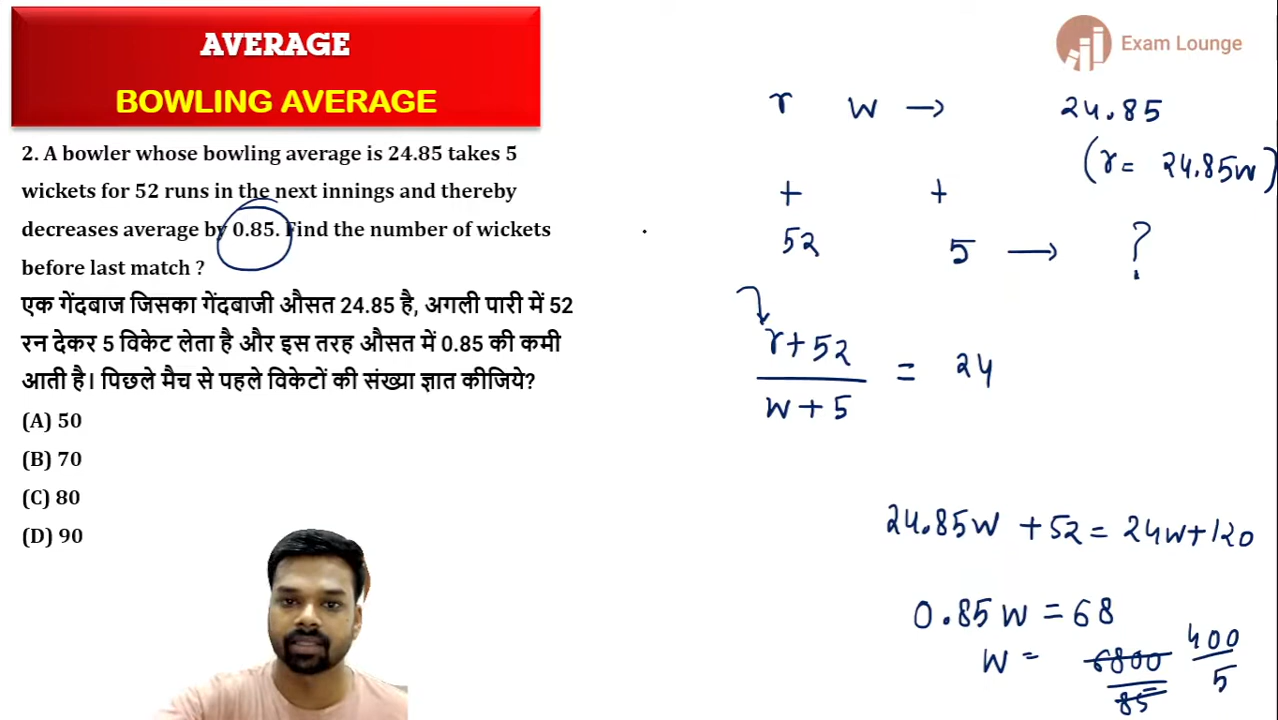 AVERAGE
BOWLING AVERAGE
2. A bowler whose bowling average is 24.85 takes 5
wickets for 52 runs in the next innings and thereby
decreases average by 0.85. Find the number of wickets
before last match ?
एक गेंदबाज जिसका गेंदबाजी औसत 24.85 है, अगली पारी में 52
रन देकर 5 विकेट लेता है और इस तरह औसत में 0.85 की कमी
आती है। पिछले मैच से पहले विकेटों की संख्या ज्ञात कीजिये?
(A) 50
(B) 70
(C) 80
(D) 90
Exam Lounge
r w → 24.85
(r = 24.85w)
+ +
52 5 → ?
r+52
w+5
= 24
24.85w +52 = 24w+120
0.85w = 68
w = 6800 400
85 5